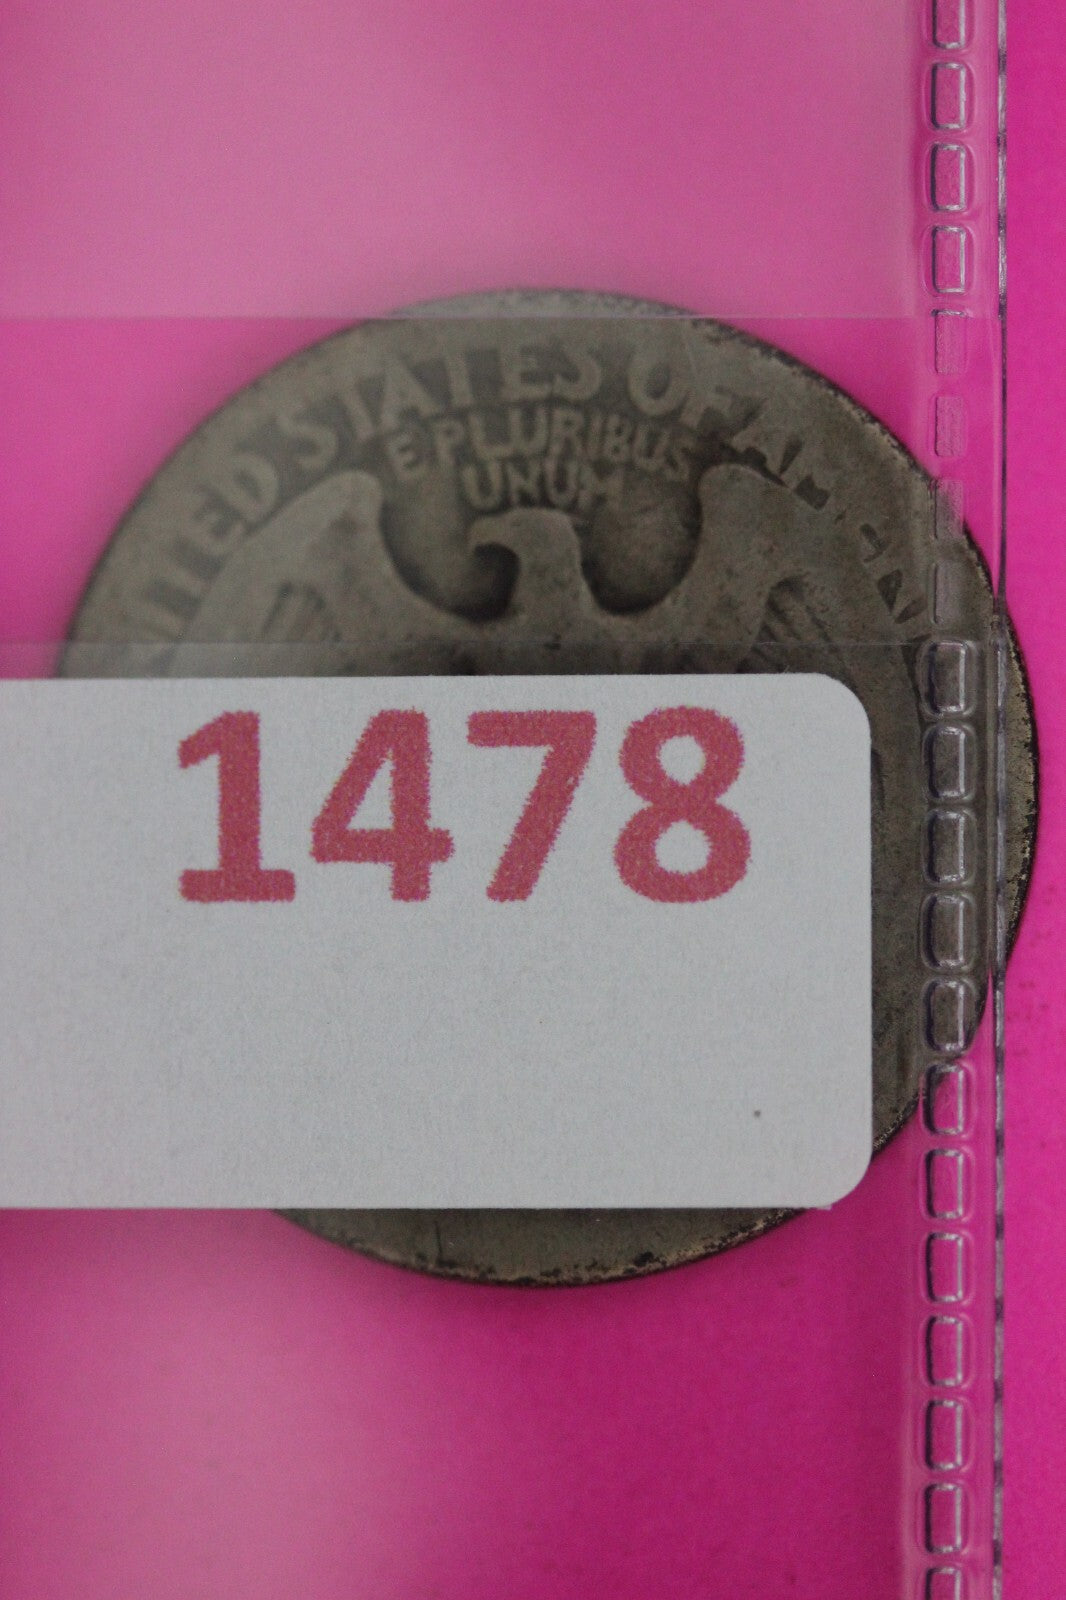 UNITED STATES OF AMERICA
E PLURIBUS
UNUM
1478